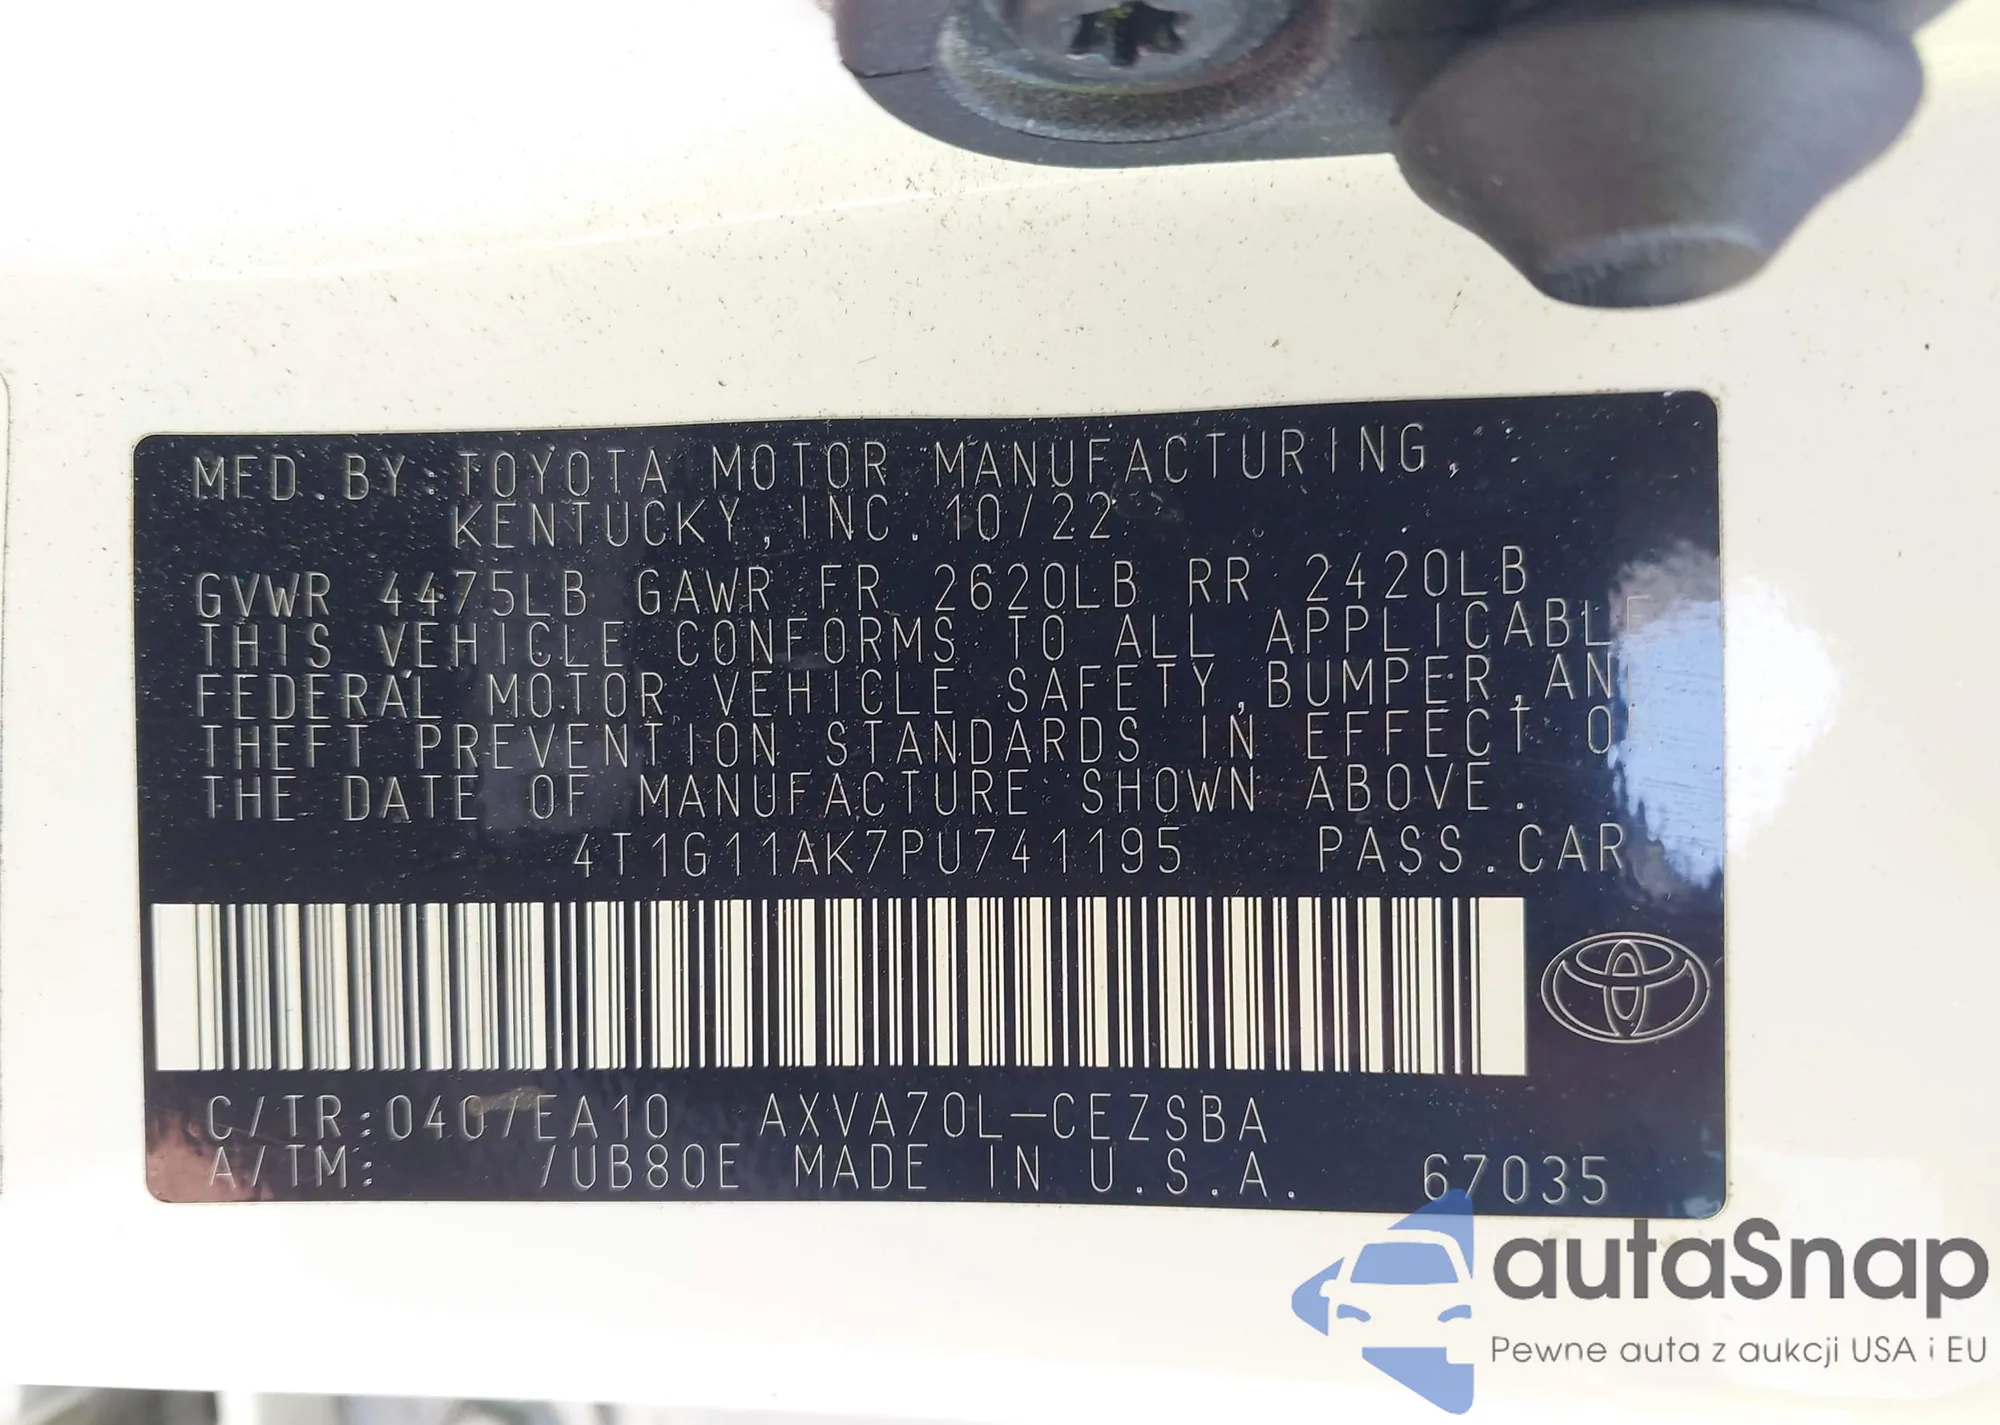 MFD.BY:TOYOTA MOTOR MANUFACTURING,
KENTUCKY,INC.10/22
GVWR 4475LB GAWR FR 2620LB RR 2420LB
THIS VEHICLE CONFORMS TO ALL APPLICABLE
FEDERAL MOTOR VEHICLE SAFETY,BUMPER,AND
THEFT PREVENTION STANDARDS IN EFFECT ON
THE DATE OF MANUFACTURE SHOWN ABOVE.
4T1G11AK7PU741195 PASS.CAR
C/TR:040/EA10 AXVA70L-CEZSBA
A/TM: /UB80E MADE IN U.S.A. 67035
autaSnap
Pewne auta z aukcji USA i EU